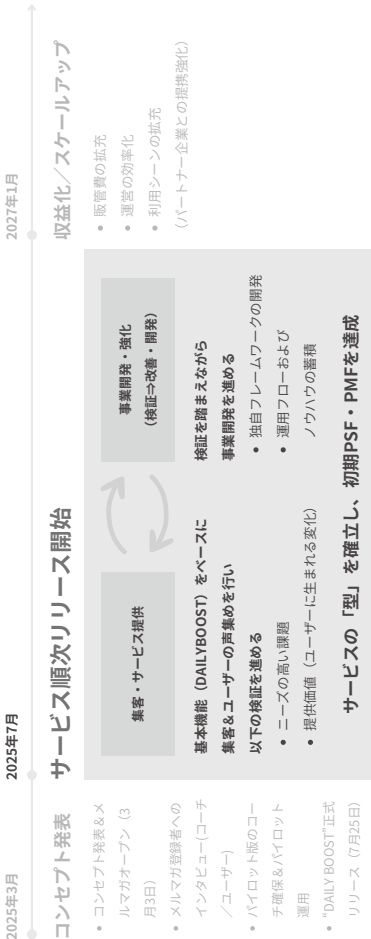 2025年3月
コンセプト発表
• コンセプト発表&メ
ルマガオープン(3
月3日)
• メルマガ登録者への
インタビュー(コーチ
/ユーザー)
• パイロット版のコー
チ確保&パイロット
運用
• "DAILY BOOST"正式
リリース(7月25日)
2025年7月
サービス順次リリース開始
集客・サービス提供
基本機能(DAILYBOOST)をベースに
集客&ユーザーの声集めを行い
以下の検証を進める
• ニーズの高い課題
• 提供価値(ユーザーに生まれる変化)
事業開発・強化
(検証⇒改善・開発)
検証を踏まえながら
事業開発を進める
• 独自フレームワークの開発
• 運用フローおよび
ノウハウの蓄積
サービスの「型」を確立し、初期PSF・PMFを達成
2027年1月
収益化/スケールアップ
• 販管費の拡充
• 運営の効率化
• 利用シーンの拡充
(パートナー企業との提携強化)